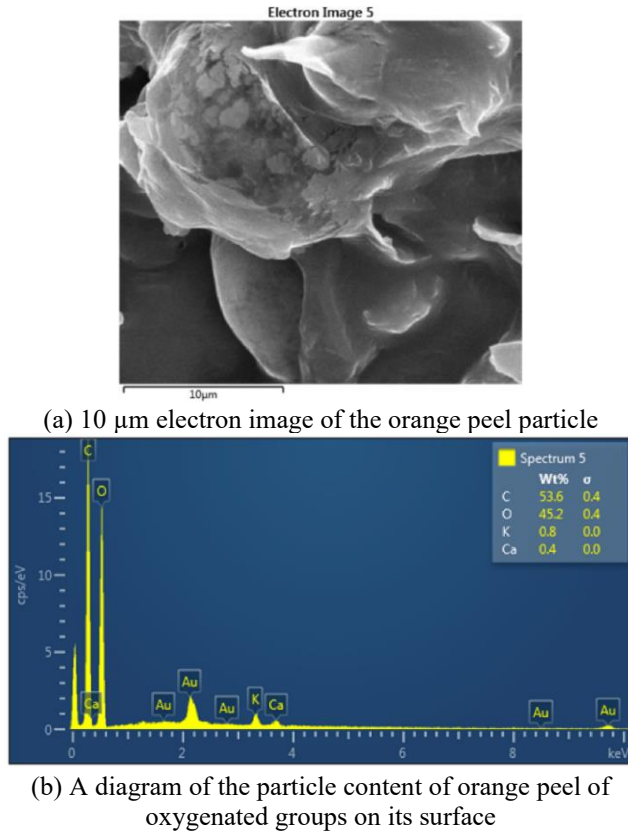 Electron Image 5
10µm
(a) 10 µm electron image of the orange peel particle
C
O
Ca
Au
Au
Au
K
Ca
Au
Au
15
10
5
0
cps/eV
0
2
4
6
8
keV
Spectrum 5
Wt% σ
C 53.6 0.4
O 45.2 0.4
K 0.8 0.0
Ca 0.4 0.0
(b) A diagram of the particle content of orange peel of
oxygenated groups on its surface